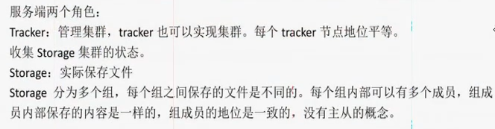 服务端两个角色：
Tracker：管理集群，tracker 也可以实现集群。每个 tracker 节点地位平等。
收集 Storage 集群的状态。
Storage：实际保存文件
Storage 分为多个组，每个组之间保存的文件是不同的。每个组内部可以有多个成员，组成
员内部保存的内容是一样的，组成员的地位是一致的，没有主从的概念。